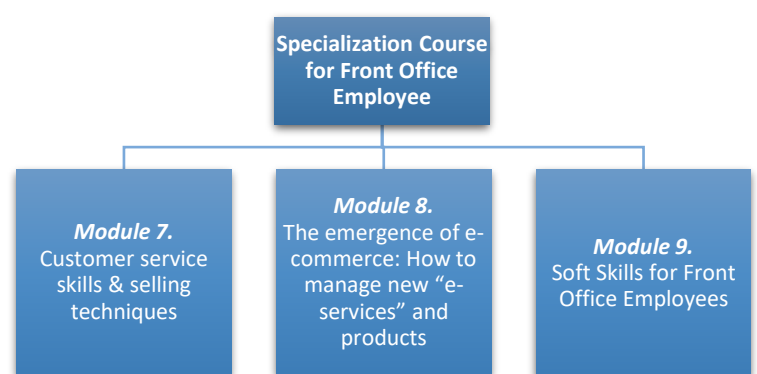 Specialization Course
for Front Office
Employee
Module 7.
Customer service
skills & selling
techniques
Module 8.
The emergence of e-
commerce: How to
manage new “e-
services” and
products
Module 9.
Soft Skills for Front
Office Employees